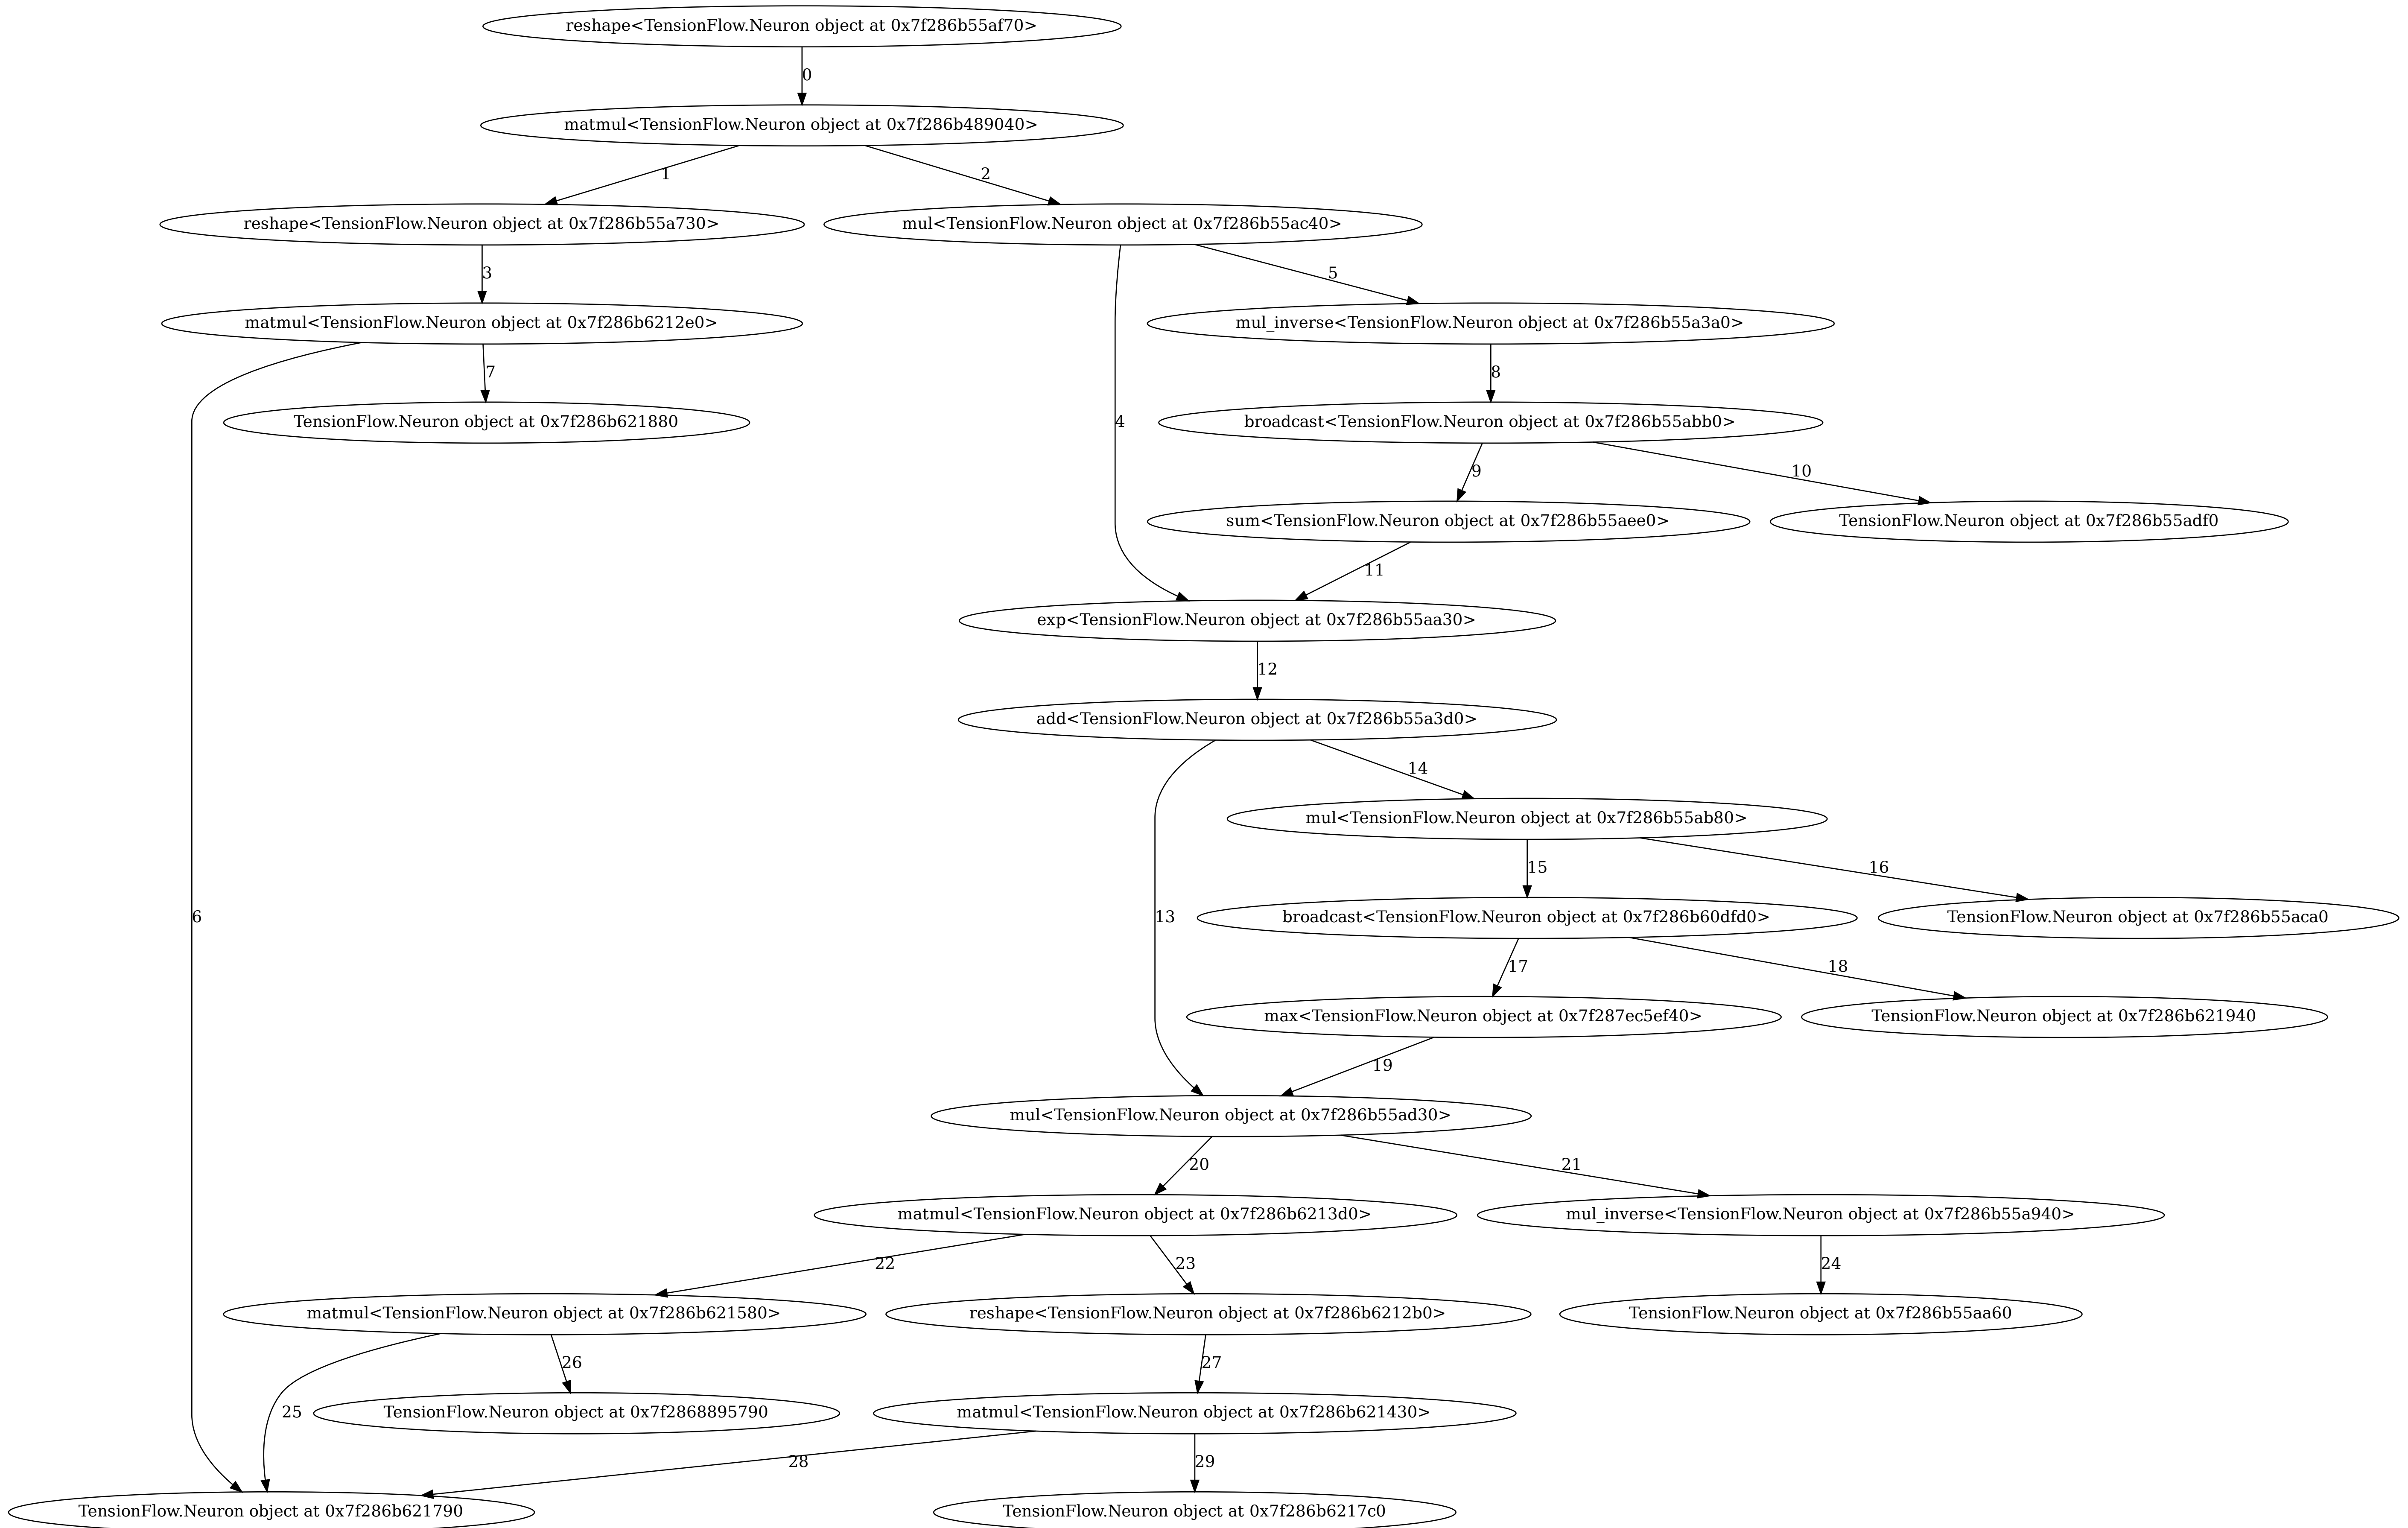 reshape<TensionFlow.Neuron object at 0x7f286b55af70>
0
matmul<TensionFlow.Neuron object at 0x7f286b489040>
1
2
reshape<TensionFlow.Neuron object at 0x7f286b55a730>
mul<TensionFlow.Neuron object at 0x7f286b55ac40>
3
5
matmul<TensionFlow.Neuron object at 0x7f286b6212e0>
mul_inverse<TensionFlow.Neuron object at 0x7f286b55a3a0>
7
8
TensionFlow.Neuron object at 0x7f286b621880
4
broadcast<TensionFlow.Neuron object at 0x7f286b55abb0>
9
10
sum<TensionFlow.Neuron object at 0x7f286b55aee0>
TensionFlow.Neuron object at 0x7f286b55adf0
11
exp<TensionFlow.Neuron object at 0x7f286b55aa30>
12
add<TensionFlow.Neuron object at 0x7f286b55a3d0>
14
mul<TensionFlow.Neuron object at 0x7f286b55ab80>
15
16
6
13
broadcast<TensionFlow.Neuron object at 0x7f286b60dfd0>
TensionFlow.Neuron object at 0x7f286b55aca0
17
18
max<TensionFlow.Neuron object at 0x7f287ec5ef40>
TensionFlow.Neuron object at 0x7f286b621940
19
mul<TensionFlow.Neuron object at 0x7f286b55ad30>
20
21
matmul<TensionFlow.Neuron object at 0x7f286b6213d0>
mul_inverse<TensionFlow.Neuron object at 0x7f286b55a940>
22
23
24
matmul<TensionFlow.Neuron object at 0x7f286b621580>
reshape<TensionFlow.Neuron object at 0x7f286b6212b0>
TensionFlow.Neuron object at 0x7f286b55aa60
26
27
25
TensionFlow.Neuron object at 0x7f2868895790
matmul<TensionFlow.Neuron object at 0x7f286b621430>
28
29
TensionFlow.Neuron object at 0x7f286b621790
TensionFlow.Neuron object at 0x7f286b6217c0